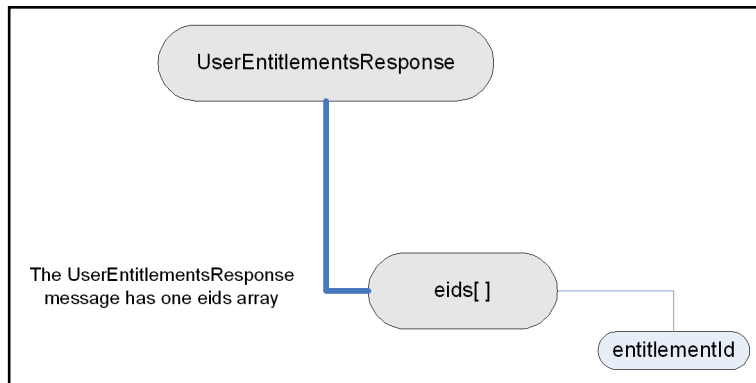 UserEntitlementsResponse
The UserEntitlementsResponse
message has one eids array
eids[ ]
entitlementId